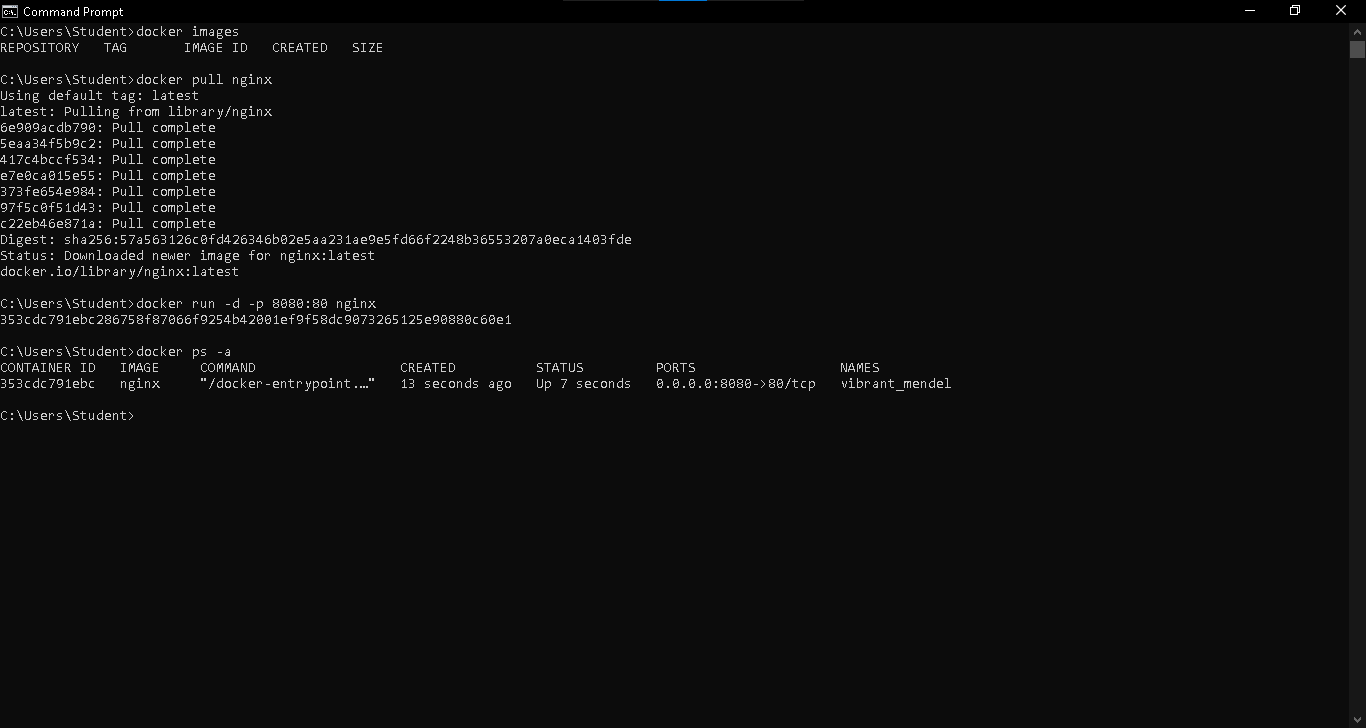 Command Prompt
C:\Users\Student>docker images
REPOSITORY   TAG       IMAGE ID   CREATED   SIZE
C:\Users\Student>docker pull nginx
Using default tag: latest
latest: Pulling from library/nginx
6e909acdb790: Pull complete
5eaa34f5b9c2: Pull complete
417c4bccf534: Pull complete
e7e0ca015e55: Pull complete
373fe654e984: Pull complete
97f5c0f51d43: Pull complete
c22eb46e871a: Pull complete
Digest: sha256:57a563126c0fd426346b02e5aa231ae9e5fd66f2248b36553207a0eca1403fde
Status: Downloaded newer image for nginx:latest
docker.io/library/nginx:latest
C:\Users\Student>docker run -d -p 8080:80 nginx
353cdc791ebc286758f87066f9254b42001ef9f58dc9073265125e90880c60e1
C:\Users\Student>docker ps -a
CONTAINER ID   IMAGE     COMMAND                  CREATED          STATUS         PORTS                  NAMES
353cdc791ebc   nginx     "/docker-entrypoint.…"   13 seconds ago   Up 7 seconds   0.0.0.0:8080->80/tcp   vibrant_mendel
C:\Users\Student>